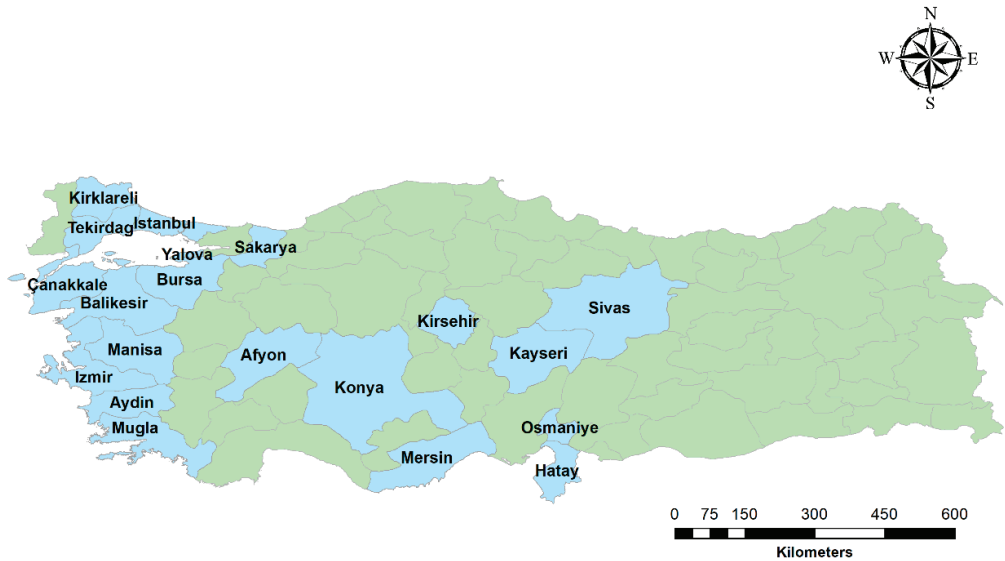 N
W E
S
Kirklareli
Tekirdag Istanbul
Yalova Sakarya
Çanakkale Bursa
Balikesir
Sivas
Kirsehir
Manisa Afyon Kayseri
Izmir Konya
Aydin
Mugla Osmaniye
Mersin Hatay
0 75 150 300 450 600
Kilometers